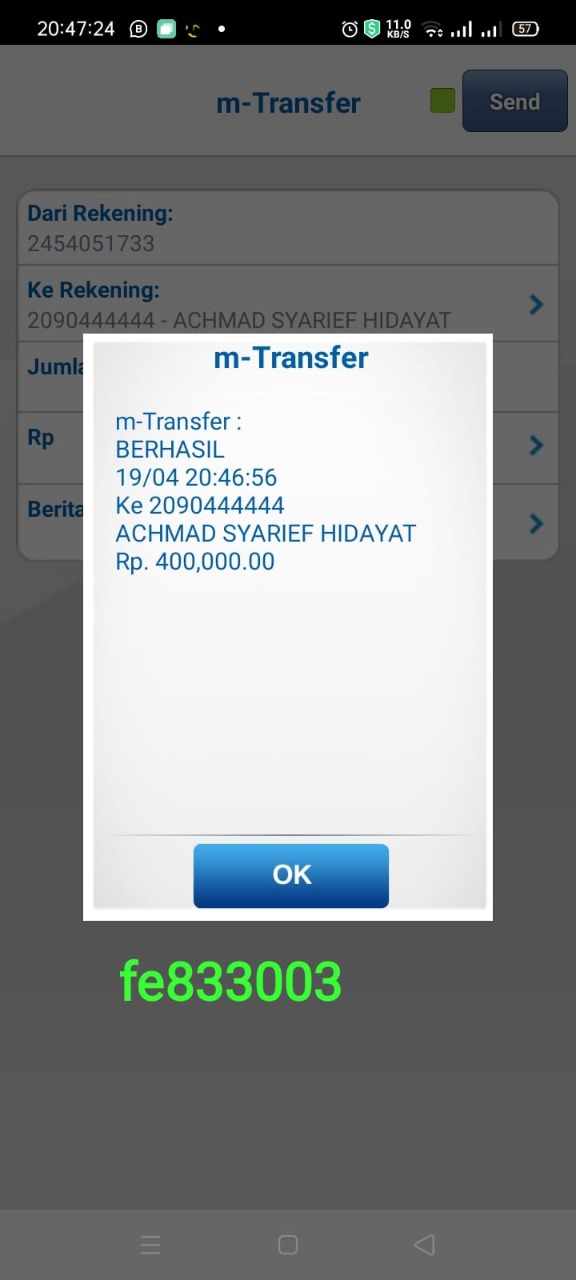 20:47:24
11.0
KB/S
57
m-Transfer
Send
Dari Rekening:
2454051733
Ke Rekening:
2090444444 - ACHMAD SYARIEF HIDAYAT
Jumla
Rp
Berita
m-Transfer
m-Transfer :
BERHASIL
19/04 20:46:56
Ke 2090444444
ACHMAD SYARIEF HIDAYAT
Rp. 400,000.00
OK
fe833003